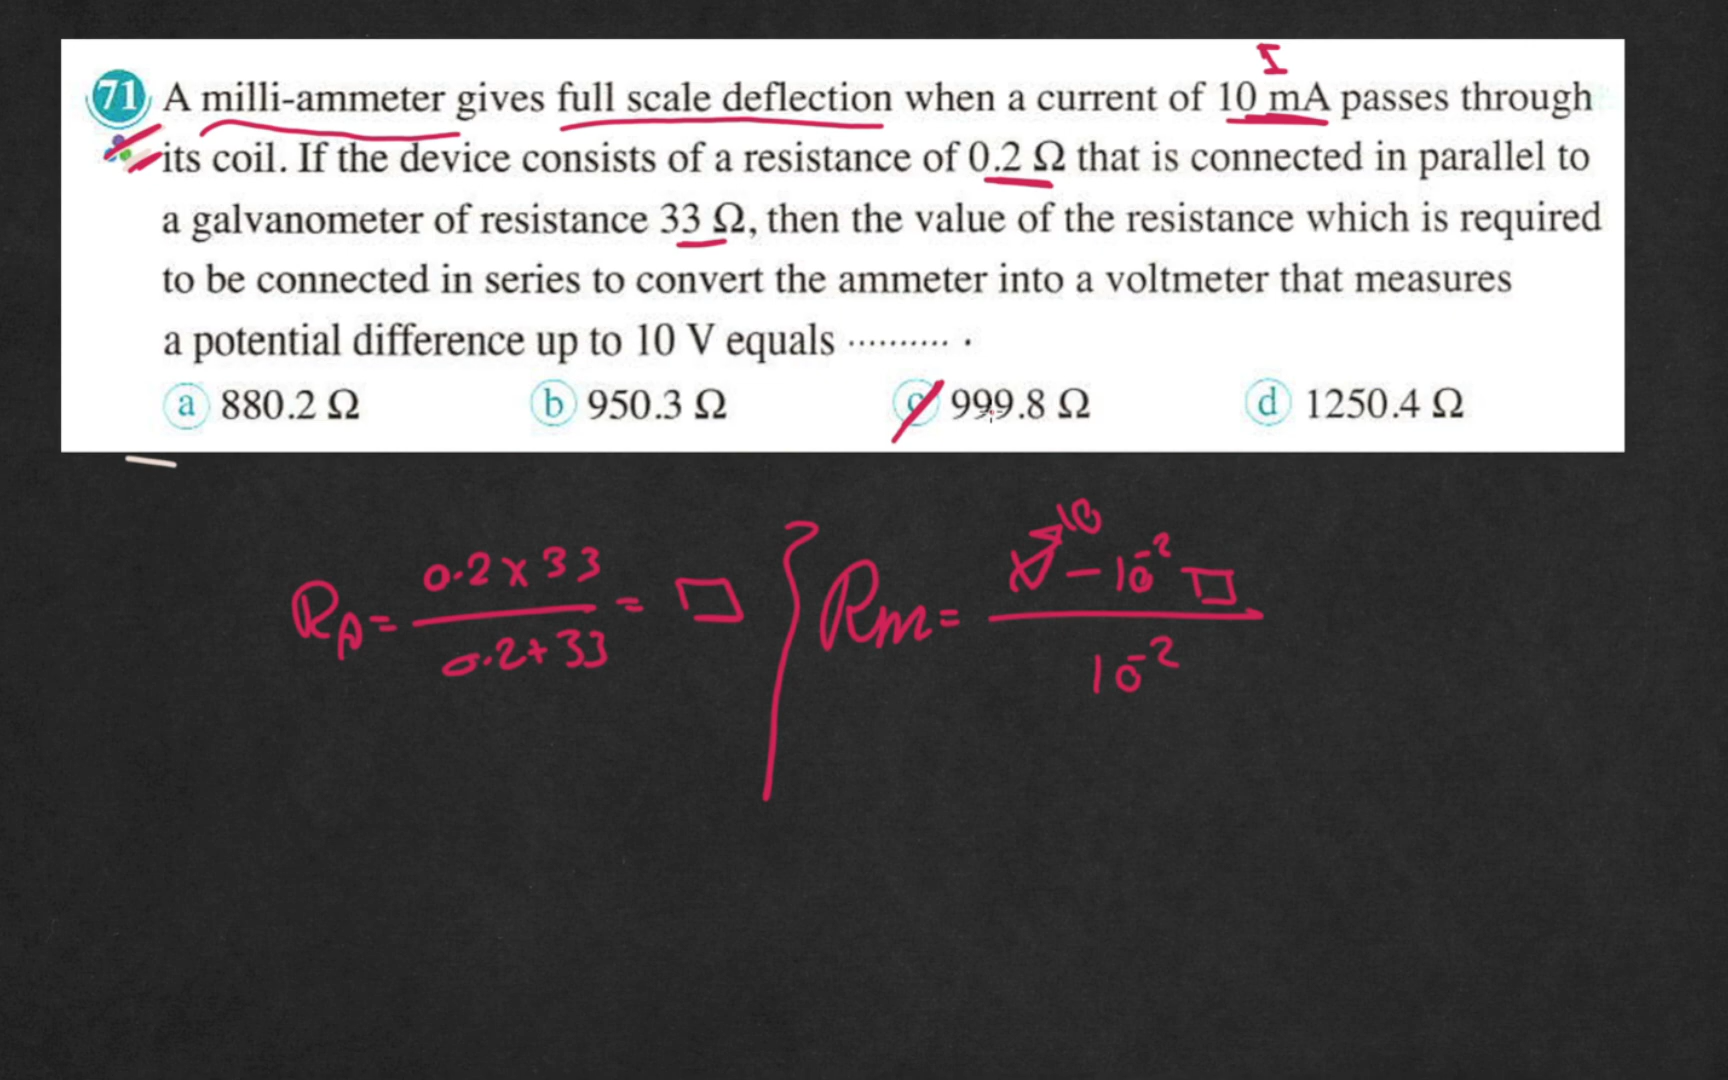 I
71 A milli-ammeter gives full scale deflection when a current of 10 mA passes through
its coil. If the device consists of a resistance of 0.2 Ω that is connected in parallel to
a galvanometer of resistance 33 Ω, then the value of the resistance which is required
to be connected in series to convert the ammeter into a voltmeter that measures
a potential difference up to 10 V equals .......... .
a 880.2 Ω b 950.3 Ω c 999.8 Ω d 1250.4 Ω
Rp = 0.2 × 33 / 0.2 + 33 = □
Rm = V → 10 − 10⁻² □ / 10⁻²